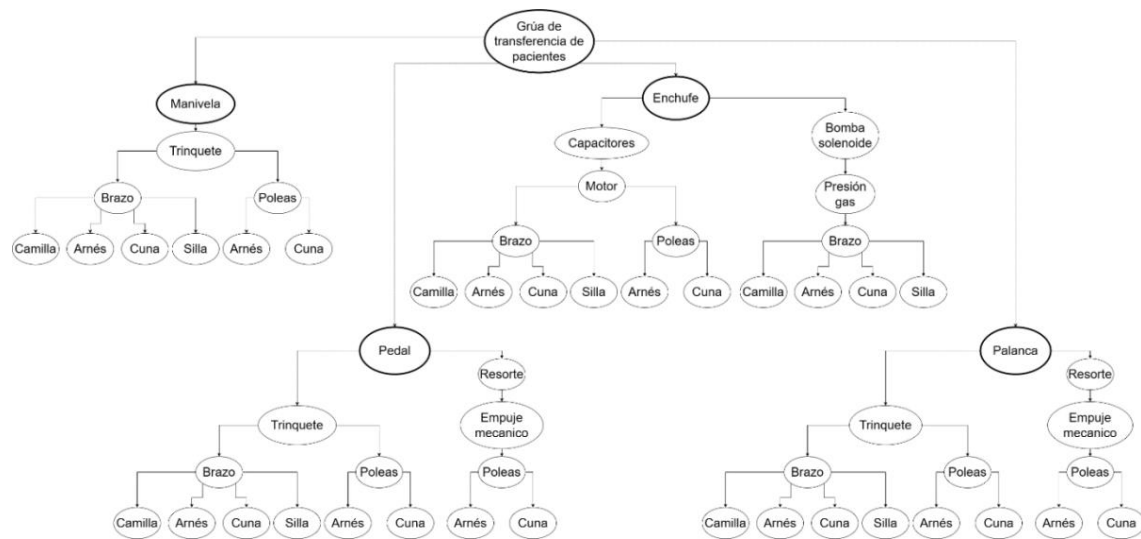 Grúa de
transferencia de
pacientes
Manivela
Enchufe
Trinquete
Capacitores
Bomba
solenoide
Brazo
Poleas
Motor
Presión
gas
Camilla
Arnés
Cuna
Silla
Arnés
Cuna
Brazo
Poleas
Brazo
Camilla
Arnés
Cuna
Silla
Arnés
Cuna
Camilla
Arnés
Cuna
Silla
Pedal
Palanca
Resorte
Resorte
Trinquete
Empuje
mecanico
Trinquete
Empuje
mecanico
Brazo
Poleas
Poleas
Brazo
Poleas
Poleas
Camilla
Arnés
Cuna
Silla
Arnés
Cuna
Arnés
Cuna
Camilla
Arnés
Cuna
Silla
Arnés
Cuna
Arnés
Cuna